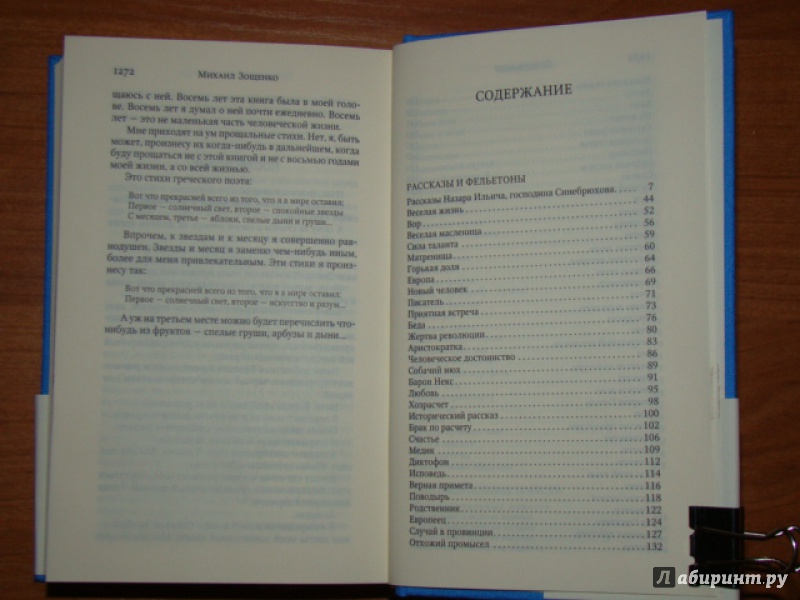 1272
Михаил Зощенко
щаюсь с ней. Восемь лет эта книга была в моей голо-
ве. Восемь лет я думал о ней почти ежедневно. Восемь
лет — это не маленькая часть человеческой жизни.
Мне приходят на ум прощальные стихи. Нет, я, быть
может, произнесу их когда-нибудь в дальнейшем, когда
буду прощаться не с этой книгой и не с восьмью годами
моей жизни, а со всей жизнью.
Это стихи греческого поэта:
Вот что прекрасней всего из того, что я в мире оставил:
Первое — солнечный свет, второе — спокойные звезды
С месяцем, третье — яблоки, спелые дыни и груши...
Впрочем, к звездам и к месяцу я совершенно рав-
нодушен. Звезды и месяц я заменю чем-нибудь иным,
более для меня привлекательным. Эти стихи я произ-
несу так:
Вот что прекрасней всего из того, что я в мире оставил:
Первое — солнечный свет, второе — искусство и разум...
А уж на третьем месте можно будет перечислить что-
нибудь из фруктов — спелые груши, арбузы и дыни...
СОДЕРЖАНИЕ
РАССКАЗЫ И ФЕЛЬЕТОНЫ
Рассказы Назара Ильича, господина Синебрюхова. 7
Веселая жизнь 44
Вор 52
Веселая масленица 56
Сила таланта 59
Матренища 60
Горькая доля 64
Европа 66
Новый человек 69
Писатель 71
Приятная встреча 73
Беда 76
Жертва революции 80
Аристократка 83
Человеческое достоинство 86
Собачий нюх 89
Барон Некс 91
Любовь 95
Хозрасчет 98
Исторический рассказ 100
Брак по расчету 102
Счастье 106
Медик 109
Диктофон 112
Исповедь 114
Верная примета 116
Поводырь 118
Родственник 122
Европеец 124
Случай в провинции 127
Отхожий промысел 132
Лабиринт.ру